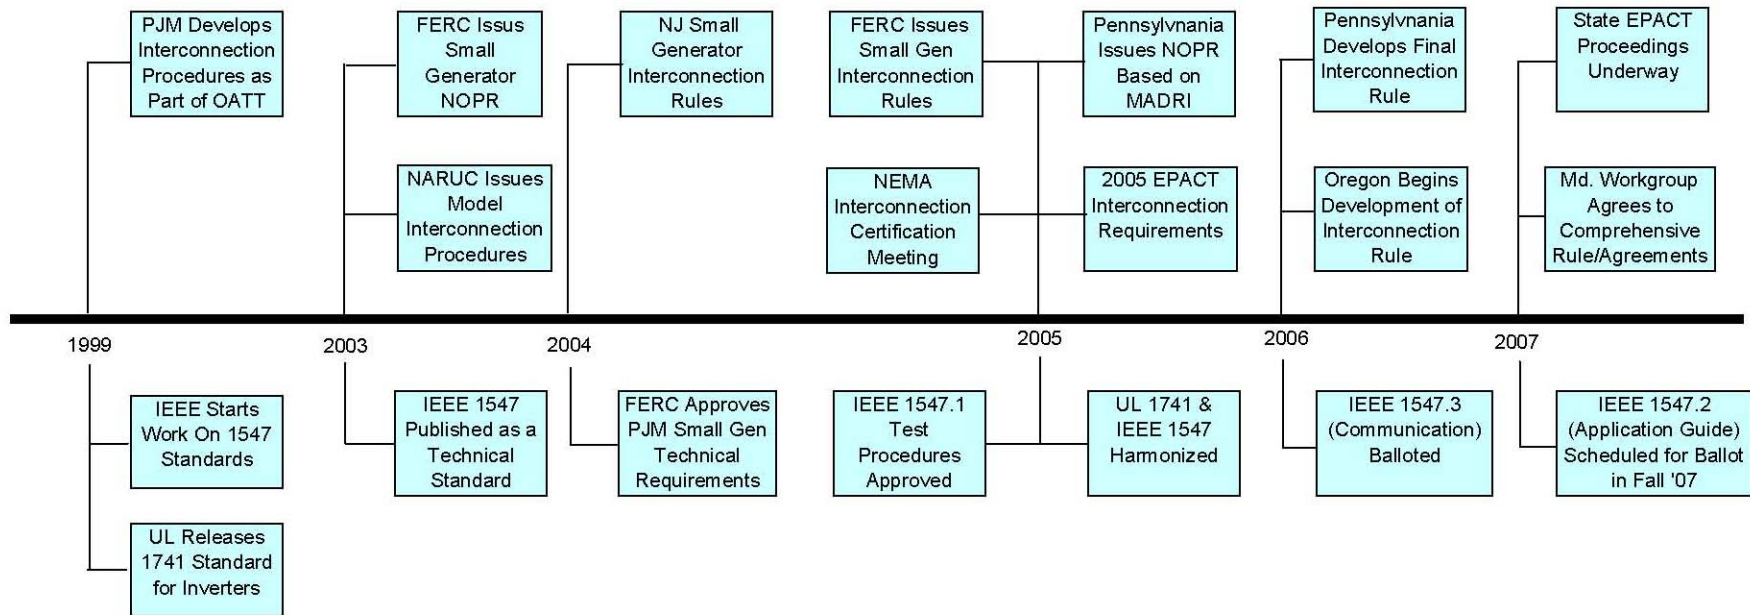 PJM Develops
Interconnection
Procedures as
Part of OATT
FERC Issus
Small
Generator
NOPR
NJ Small
Generator
Interconnection
Rules
FERC Issues
Small Gen
Interconnection
Rules
Pennsylvnania
Issues NOPR
Based on
MADRI
Pennsylvnania
Develops Final
Interconnection
Rule
State EPACT
Proceedings
Underway
NARUC Issues
Model
Interconnection
Procedures
NEMA
Interconnection
Certification
Meeting
2005 EPACT
Interconnection
Requirements
Oregon Begins
Development of
Interconnection
Rule
Md. Workgroup
Agrees to
Comprehensive
Rule/Agreements
1999
2003
2004
2005
2006
2007
IEEE Starts
Work On 1547
Standards
IEEE 1547
Published as a
Technical
Standard
FERC Approves
PJM Small Gen
Technical
Requirements
IEEE 1547.1
Test
Procedures
Approved
UL 1741 &
IEEE 1547
Harmonized
IEEE 1547.3
(Communication)
Balloted
IEEE 1547.2
(Application Guide)
Scheduled for Ballot
in Fall '07
UL Releases
1741 Standard
for Inverters